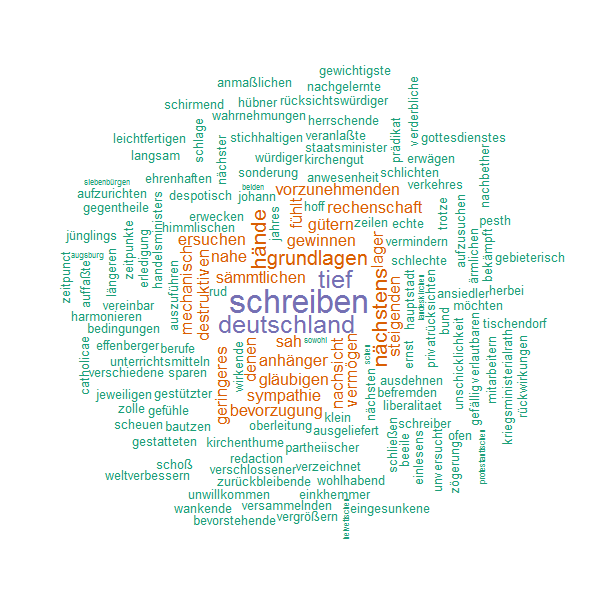 gewichtigste
anmaßlichen nachgelernte
schirmend hübner rücksichtswürdiger verderbliche
wahrnehmungen herrschende
leichtfertigen schlage stichhaltigen veranlaßte prädikat gottesdienstes
staatsminister
langsam nächster würdiger kirchengut erwägen
sonderung schlichten nachbether
siebenbürgen ehrenhaften beiden anwesenheit verkehres
aufzurichten despotisch johann vorzunehmenden trotze
gegentheile hoff rechenschaft aufzusuchen
jünglings zeitpunkte erledigung handelsministers himmlischen erwecken jahres fühlt gütern zeilen echte pesth
ersuchen hände gewinnen vermindern ärmlichen bekämpft
zeitpunct augsburg auffaßte längeren mechanisch nahe grundlagen lager schlechte gebieterisch
auszuführen destruktiven sämmtlichen tief nächstens steigenden hauptstadt privatrücksichten ansiedler herbei
vereinbar rud schreiben möchten
harmonieren bund
bedingungen deutschland tischendorf
effenberger berufe sah sowohl ernst unschicklichkeit verlautbaren kriegsministerialrath
unterrichtsmitteln wirkende denen anhänger nachsicht vermögen
catholicae verschiedene sparen gläubigen nächsten ausdehnen gefällig mitarbeitern rückwirkungen
jeweiligen gestützter geringeres sympathie befremden
zolle gefühle bevorzugung klein liberalitaet
scheuen bautzen oberleitung ausgeliefert schreiber
gestatteten kirchenthume partheiischer schließen beeile einlesens unversucht ofen zögerung
redaction
schoß verschlossener verzeichnet
weltverbessern zurückbleibende wohlhabend
unwillkommen einkhemmer
wankende versammelnden eingesunkene
bevorstehende vergrößern